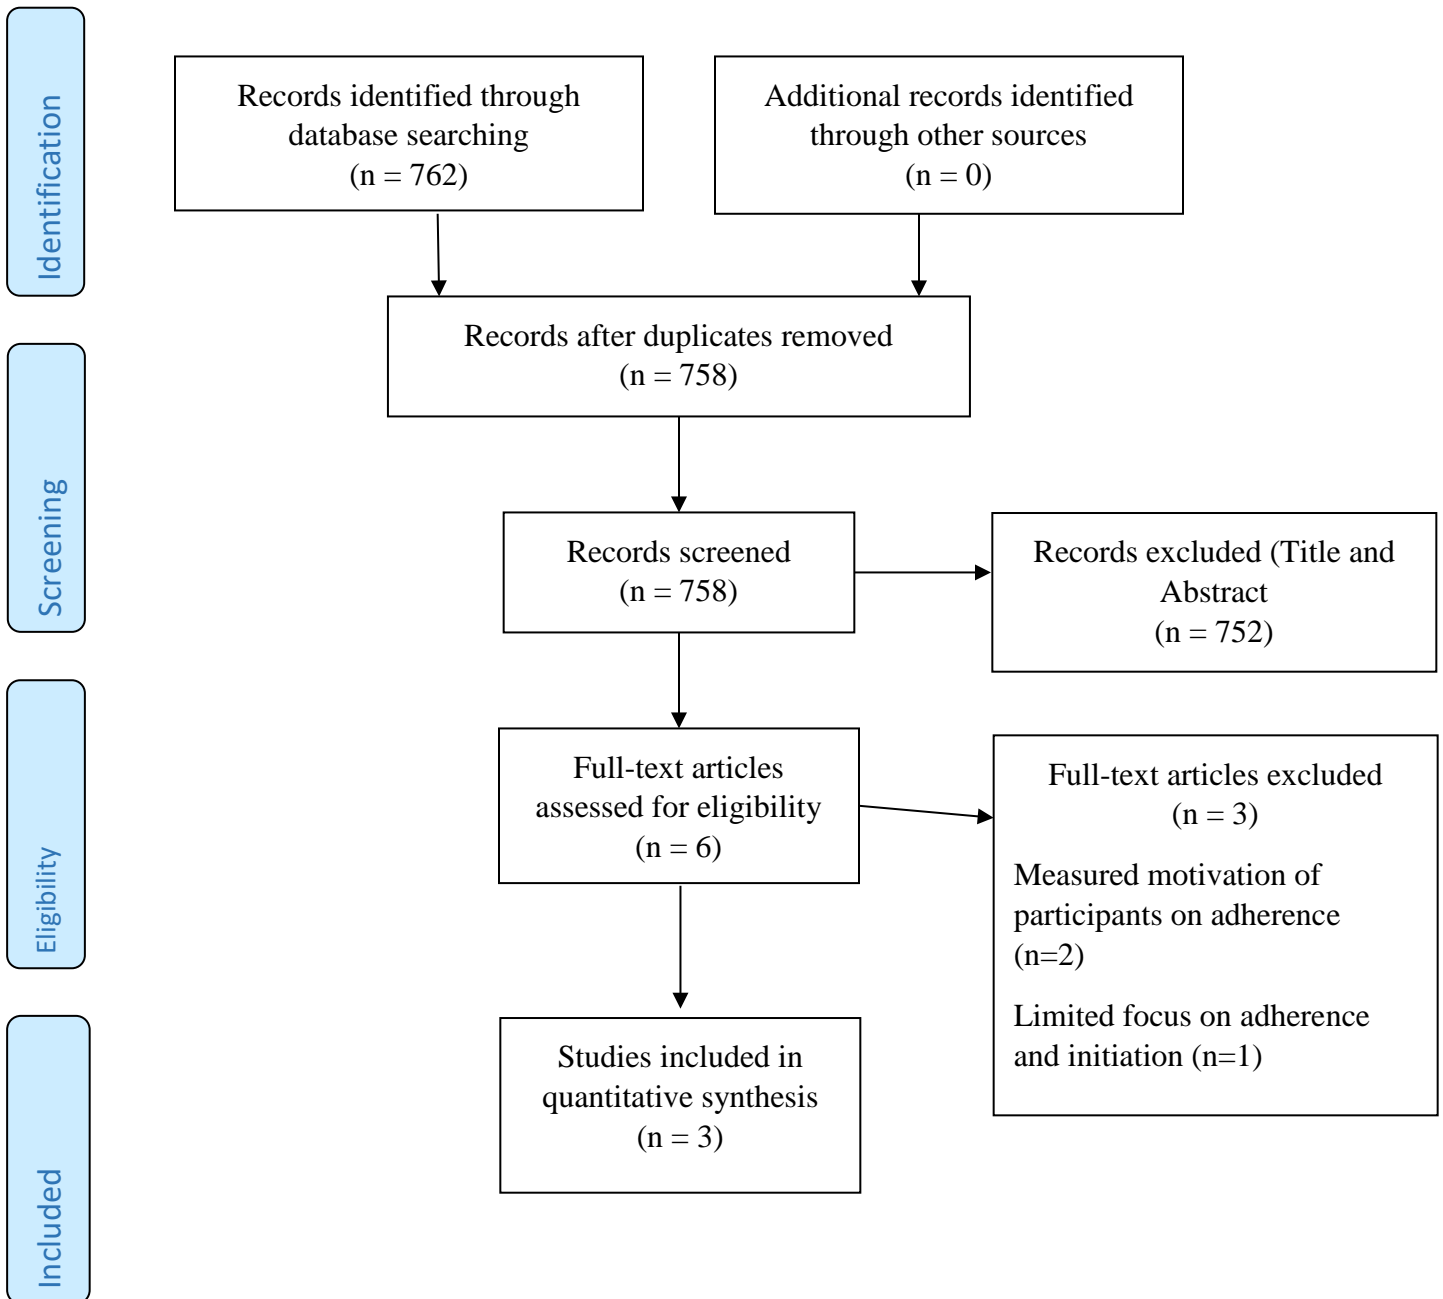 Identification
Records identified through
database searching
(n = 762)
Additional records identified
through other sources
(n = 0)
Records after duplicates removed
(n = 758)
Screening
Records screened
(n = 758)
Records excluded (Title and
Abstract
(n = 752)
Eligibility
Full-text articles
assessed for eligibility
(n = 6)
Full-text articles excluded
(n = 3)
Measured motivation of
participants on adherence
(n=2)
Limited focus on adherence
and initiation (n=1)
Included
Studies included in
quantitative synthesis
(n = 3)